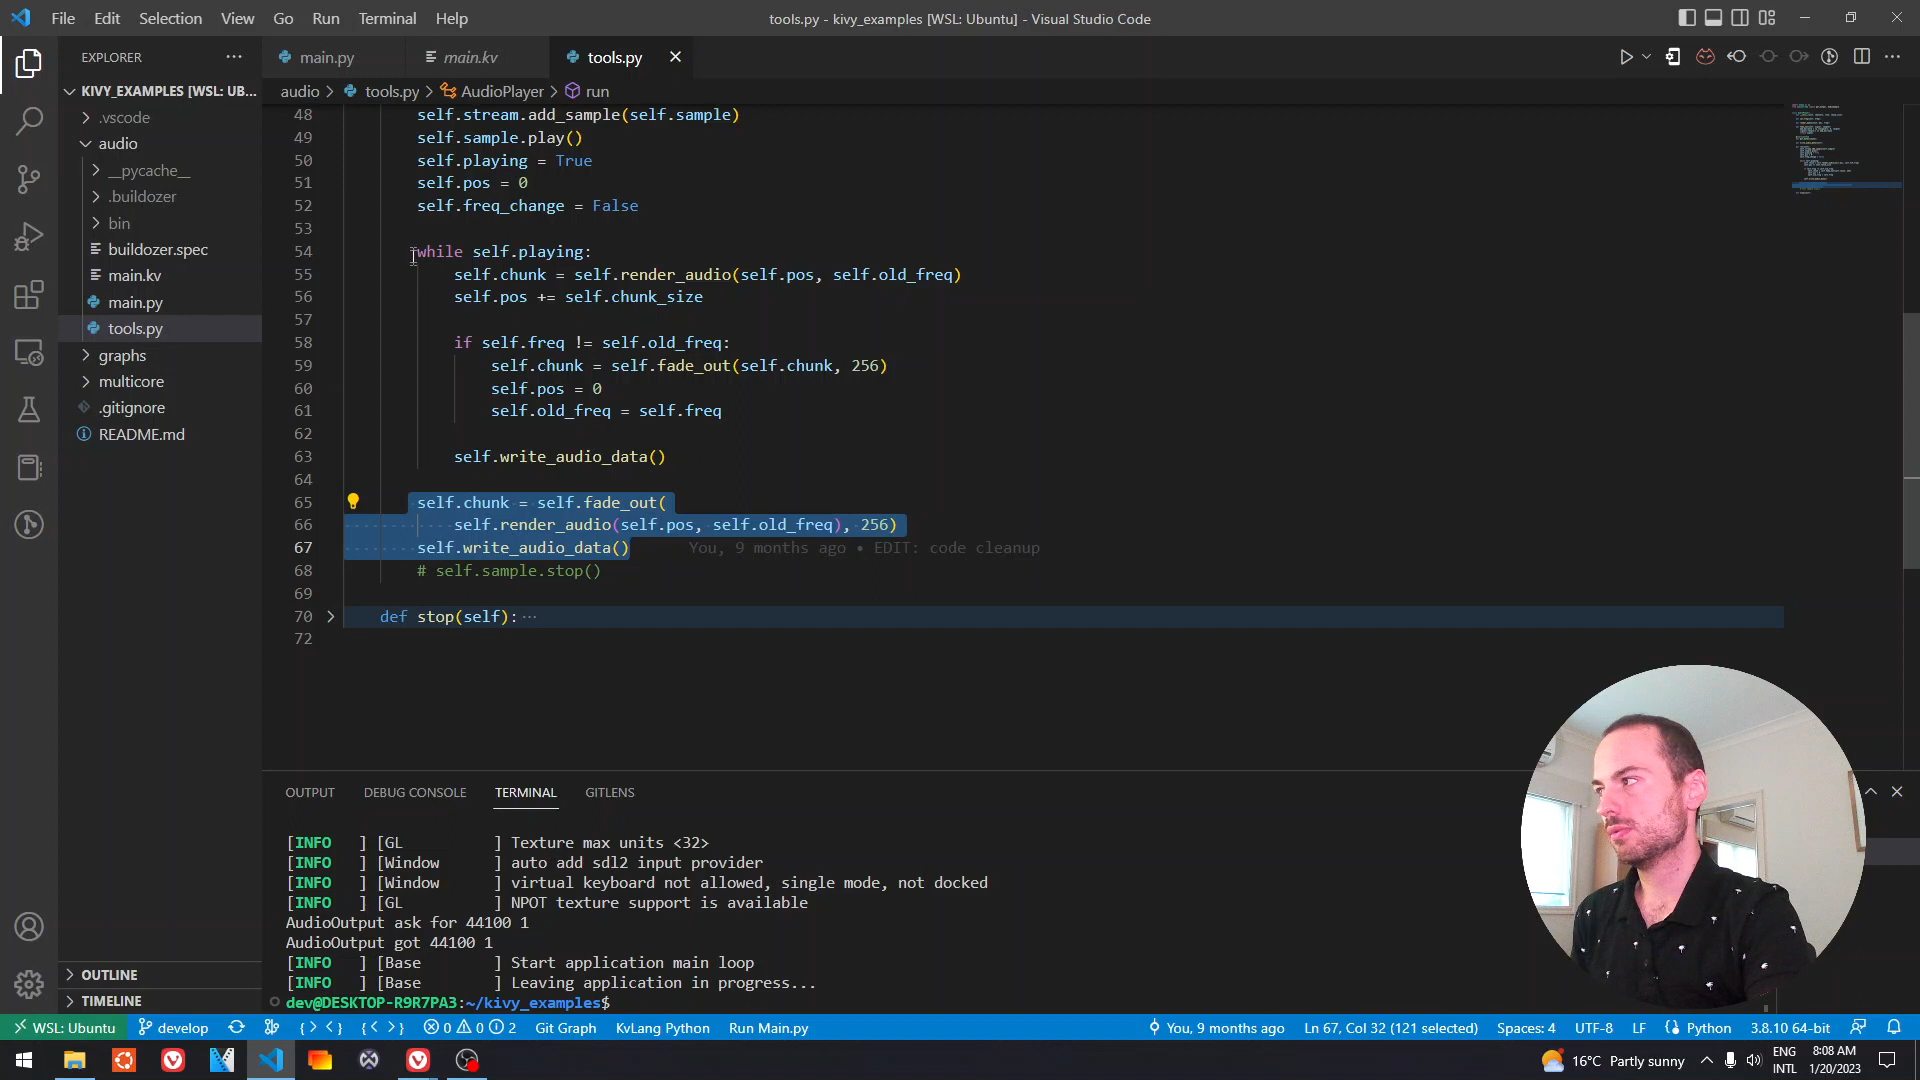 File Edit Selection View Go Run Terminal Help
tools.py - kivy_examples [WSL: Ubuntu] - Visual Studio Code
EXPLORER
main.py
main.kv
tools.py
KIVY_EXAMPLES [WSL: UB...
audio > tools.py > AudioPlayer > run
.vscode
audio
__pycache__
.buildozer
bin
buildozer.spec
main.kv
main.py
tools.py
graphs
multicore
.gitignore
README.md
OUTLINE
TIMELINE
48 self.stream.add_sample(self.sample)
49 self.sample.play()
50 self.playing = True
51 self.pos = 0
52 self.freq_change = False
53
54 while self.playing:
55 self.chunk = self.render_audio(self.pos, self.old_freq)
56 self.pos += self.chunk_size
57
58 if self.freq != self.old_freq:
59 self.chunk = self.fade_out(self.chunk, 256)
60 self.pos = 0
61 self.old_freq = self.freq
62
63 self.write_audio_data()
64
65 self.chunk = self.fade_out(
66 self.render_audio(self.pos, self.old_freq), 256)
67 self.write_audio_data() You, 9 months ago • EDIT: code cleanup
68 # self.sample.stop()
69
70 def stop(self): ...
72
OUTPUT DEBUG CONSOLE TERMINAL GITLENS
[INFO ] [GL ] Texture max units <32>
[INFO ] [Window ] auto add sdl2 input provider
[INFO ] [Window ] virtual keyboard not allowed, single mode, not docked
[INFO ] [GL ] NPOT texture support is available
AudioOutput ask for 44100 1
AudioOutput got 44100 1
[INFO ] [Base ] Start application main loop
[INFO ] [Base ] Leaving application in progress...
dev@DESKTOP-R9R7PA3:~/kivy_examples$
WSL: Ubuntu develop 0 0 2 Git Graph KvLang Python Run Main.py You, 9 months ago Ln 67, Col 32 (121 selected) Spaces: 4 UTF-8 LF Python 3.8.10 64-bit
16°C Partly sunny ENG INTL 8:08 AM 1/20/2023